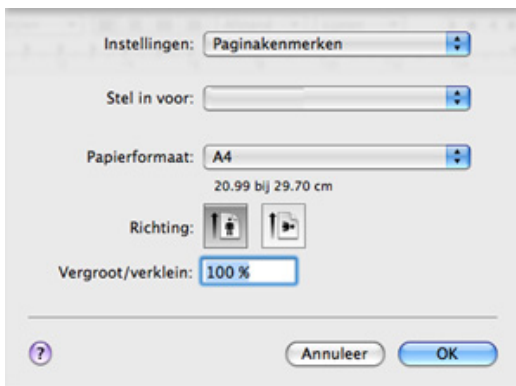 Instellingen: Paginakenmerken
Stel in voor:
Papierformaat: A4
20.99 bij 29.70 cm
Richting:
Vergroot/verklein: 100 %
? Annuleer OK